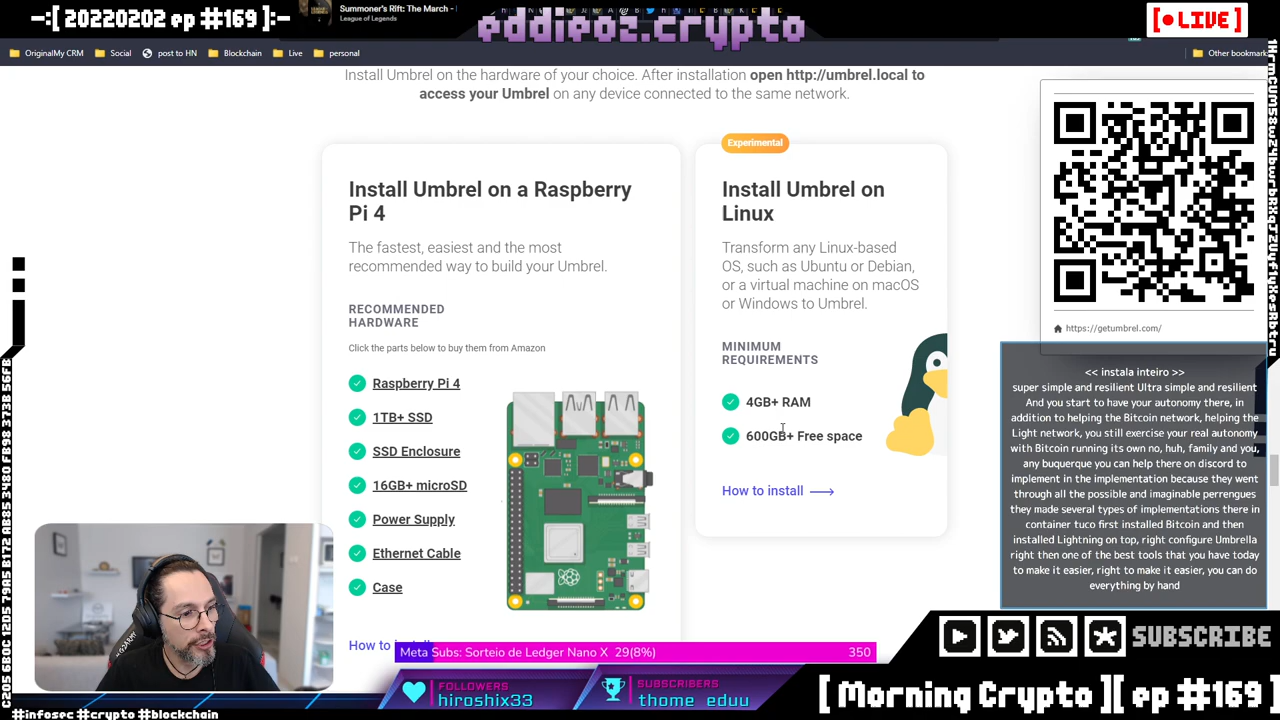 -:[ 20220202 ep #169 ]:-
Summoner's Rift: The March -
League of Legends
eddieoz.crypto
[ • LIVE ]
OriginalMy CRM
Social
post to HN
Blockchain
Live
personal
Other bookmark
Install Umbrel on the hardware of your choice. After installation open http://umbrel.local to
access your Umbrel on any device connected to the same network.
Install Umbrel on a Raspberry
Pi 4
The fastest, easiest and the most
recommended way to build your Umbrel.
RECOMMENDED
HARDWARE
Click the parts below to buy them from Amazon
Raspberry Pi 4
1TB+ SSD
SSD Enclosure
16GB+ microSD
Power Supply
Ethernet Cable
Case
How to
Experimental
Install Umbrel on
Linux
Transform any Linux-based
OS, such as Ubuntu or Debian,
or a virtual machine on macOS
or Windows to Umbrel.
MINIMUM
REQUIREMENTS
4GB+ RAM
600GB+ Free space
How to install
https://getumbrel.com/
<< instala inteiro >>
super simple and resilient Ultra simple and resilient
And you start to have your autonomy there, in
addition to helping the Bitcoin network, helping the
Light network, you still exercise your real autonomy
with Bitcoin running its own no, huh, family and you,
any buquerque you can help there on discord to
implement in the implementation because they went
through all the possible and imaginable perrengues
they made several types of implementations there in
container tuco first installed Bitcoin and then
installed Lightning on top, right configure Umbrella
right then one of the best tools that you have today
to make it easier, right to make it easier, you can do
everything by hand
Meta Subs: Sorteio de Ledger Nano X 29(8%)
350
FOLLOWERS
hiroshix33
SUBSCRIBERS
thome_eduu
SUBSCRIBE
[ Morning Crypto ][ ep #169 ]
#infosec #crypto #blockchain